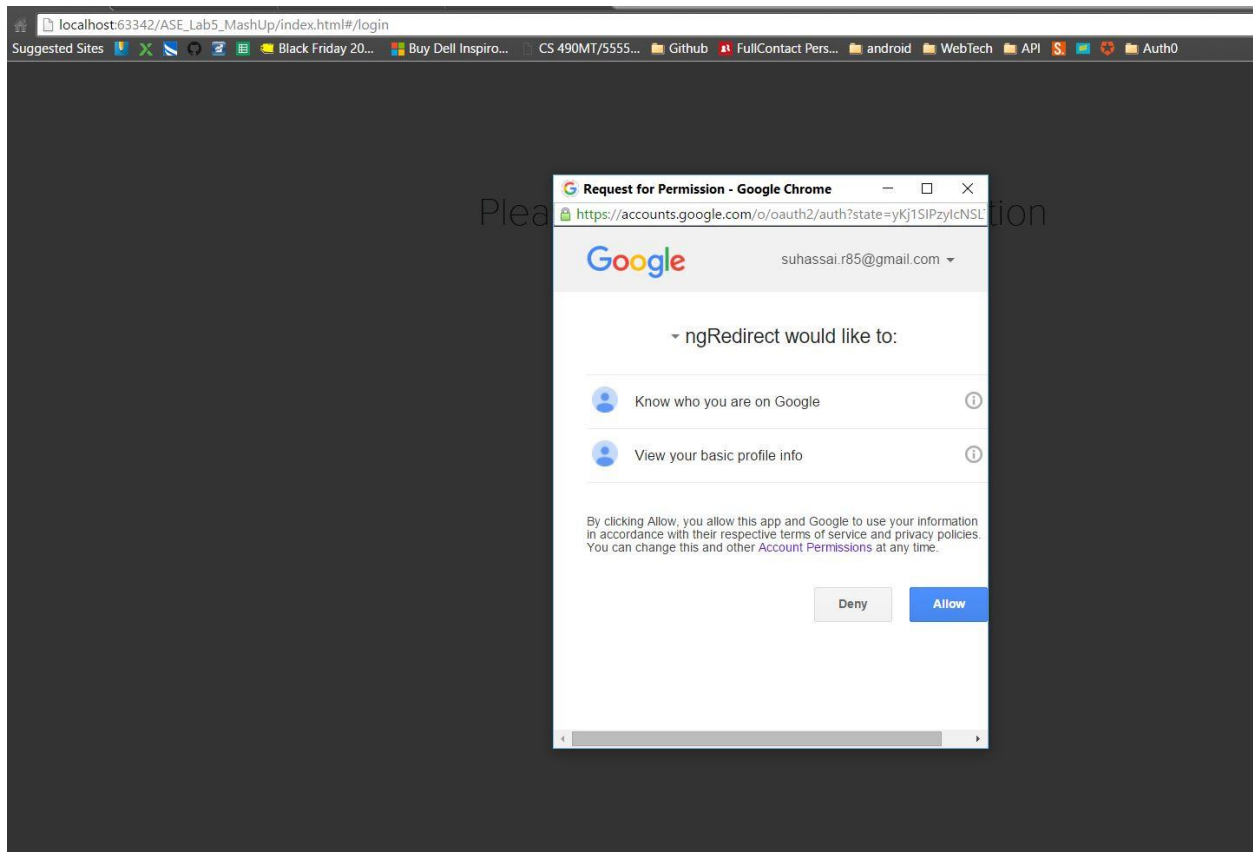 localhost:63342/ASE_Lab5_MashUp/index.html#/login
Suggested Sites Black Friday 20... Buy Dell Inspiro... CS 490MT/5555... Github FullContact Pers... android WebTech API Auth0
Request for Permission - Google Chrome
Plea tion
https://accounts.google.com/o/oauth2/auth?state=
Google suhassai.r85@gmail.com
ngRedirect would like to:
Know who you are on Google
View your basic profile info
By clicking Allow, you allow this app and Google to use your information
in accordance with their respective terms of service and privacy policies.
You can change this and other Account Permissions at any time.
Deny Allow